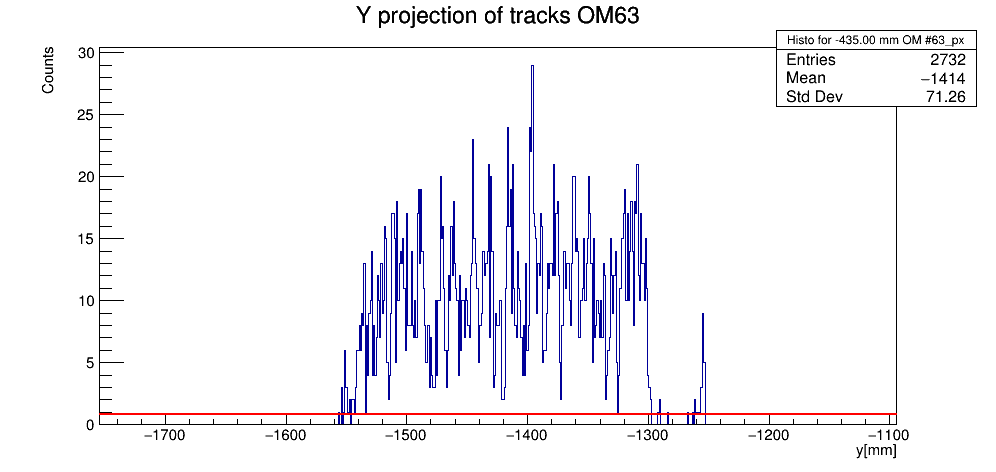 Y projection of tracks OM63
Histo for -435.00 mm OM #63_px
Entries 2732
Mean −1414
Std Dev 71.26
Counts
30
25
20
15
10
5
0
−1700 −1600 −1500 −1400 −1300 −1200 −1100
y[mm]